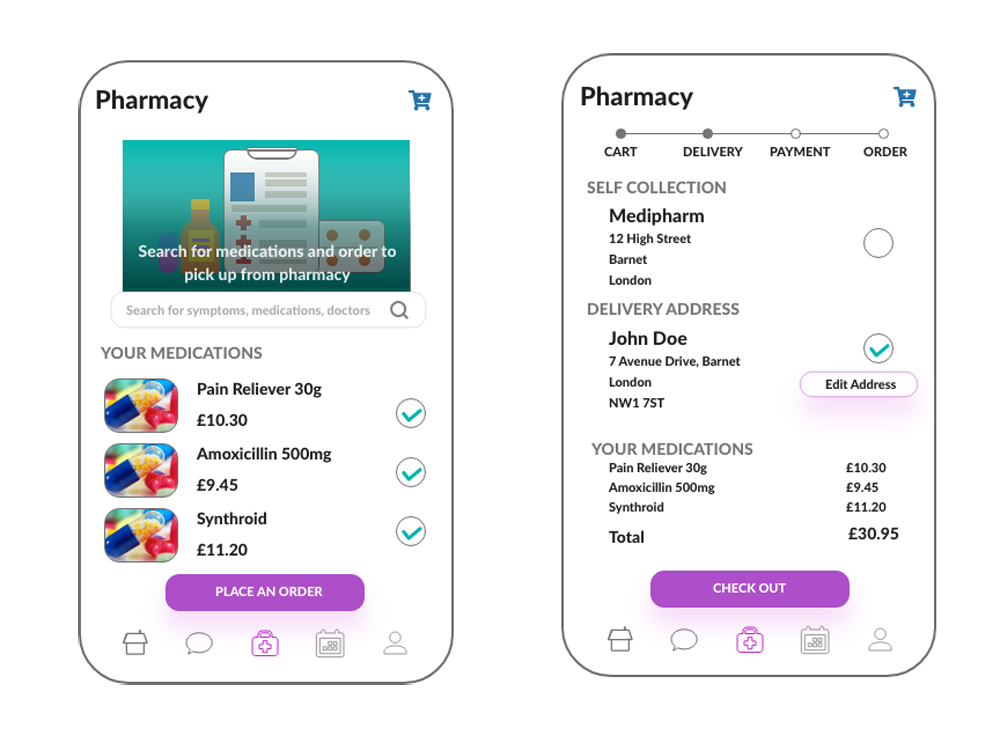 Pharmacy
Search for medications and order to
pick up from pharmacy
Search for symptoms, medications, doctors
YOUR MEDICATIONS
Pain Reliever 30g
£10.30
Amoxicillin 500mg
£9.45
Synthroid
£11.20
PLACE AN ORDER
Pharmacy
CART DELIVERY PAYMENT ORDER
SELF COLLECTION
Medipharm
12 High Street
Barnet
London
DELIVERY ADDRESS
John Doe
7 Avenue Drive, Barnet
London
NW1 7ST
Edit Address
YOUR MEDICATIONS
Pain Reliever 30g £10.30
Amoxicillin 500mg £9.45
Synthroid £11.20
Total £30.95
CHECK OUT